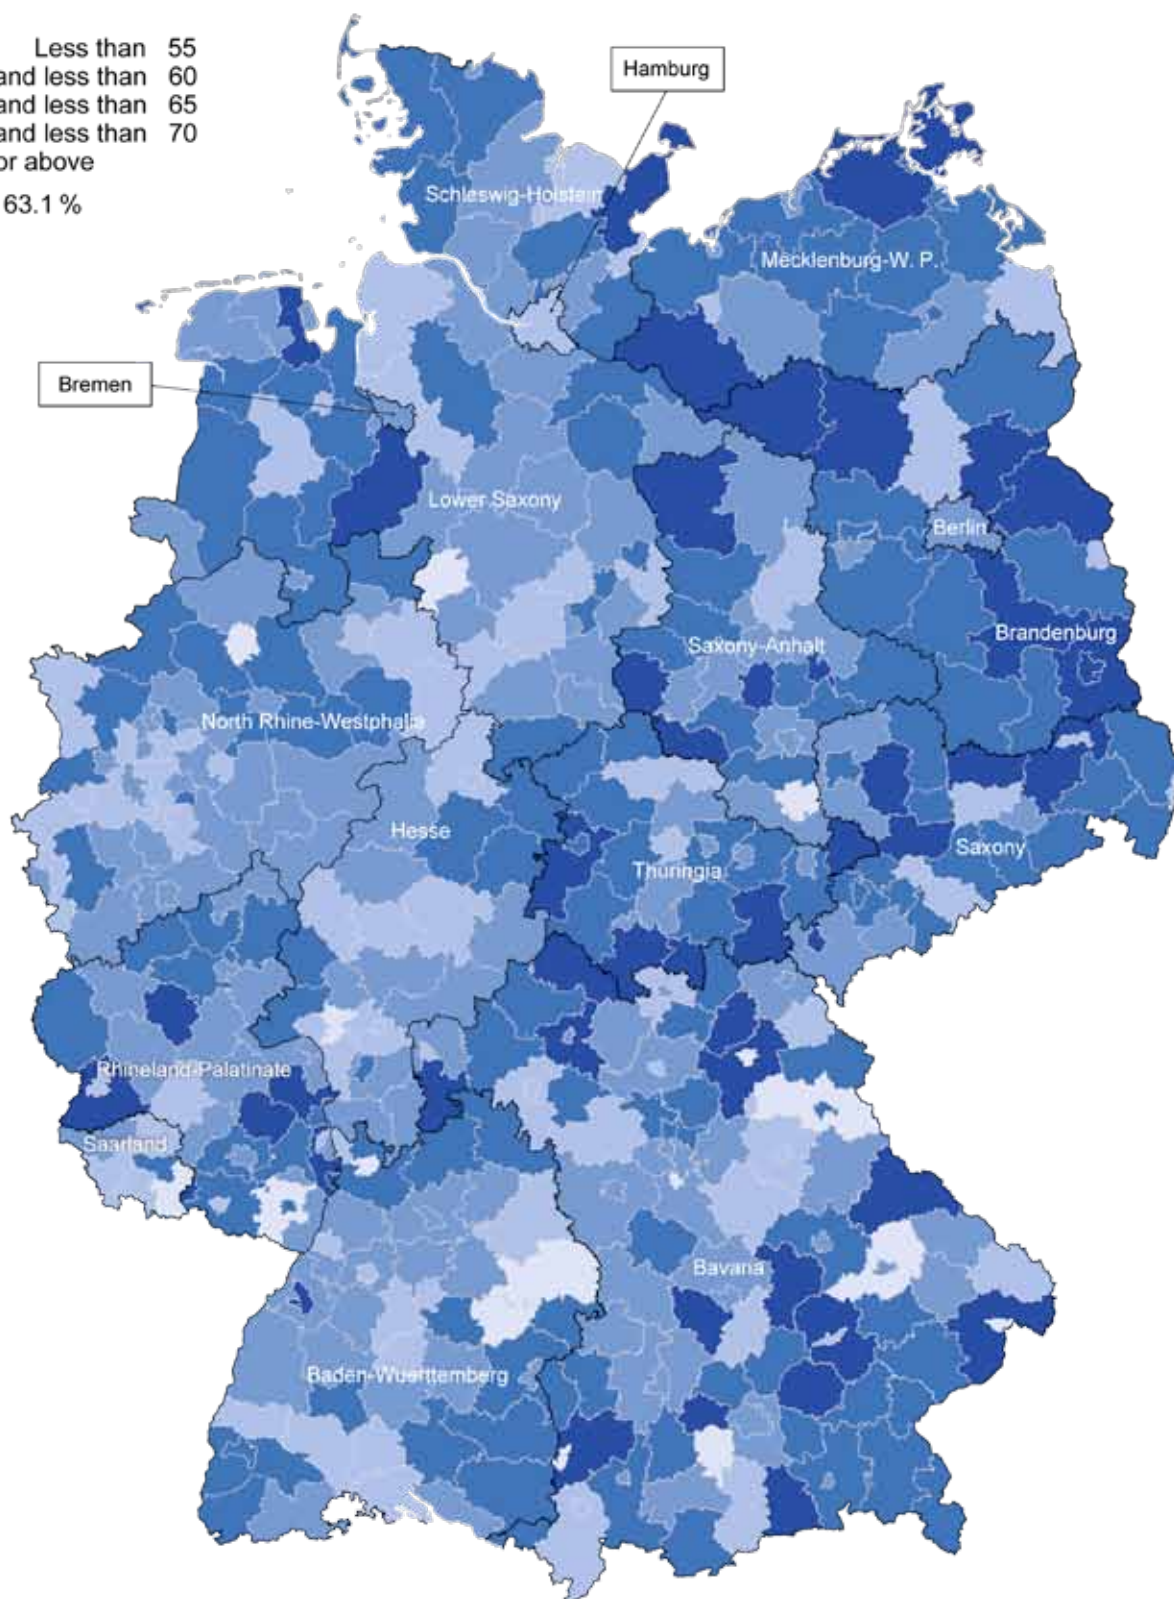 Less than 55
and less than 60
and less than 65
and less than 70
or above
63.1 %
Hamburg
Schleswig-Holstein
Mecklenburg-W. P.
Bremen
Lower Saxony
Berlin
Brandenburg
Saxony-Anhalt
North Rhine-Westphalia
Hesse
Saxony
Thuringia
Rhineland-Palatinate
Saarland
Bavaria
Baden-Wuerttemberg